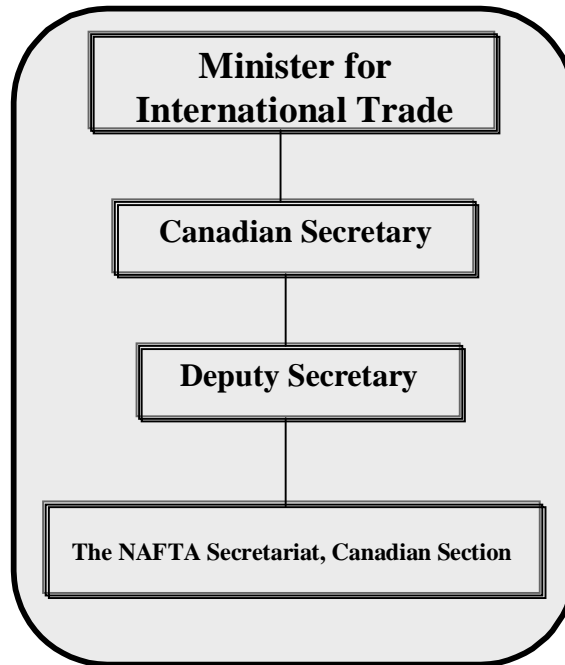 Minister for
International Trade
Canadian Secretary
Deputy Secretary
The NAFTA Secretariat, Canadian Section